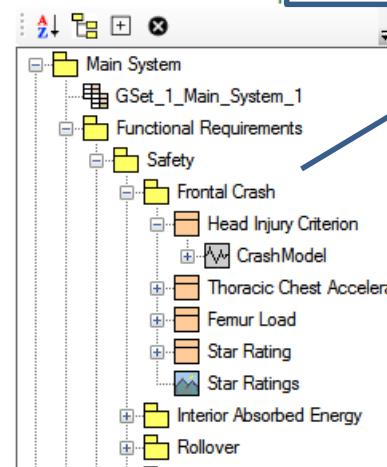 Main System
GSet_1_Main_System_1
Functional Requirements
Safety
Frontal Crash
Head Injury Criterion
CrashModel
Thoracic Chest Accelera
Femur Load
Star Rating
Star Ratings
Interior Absorbed Energy
Rollover